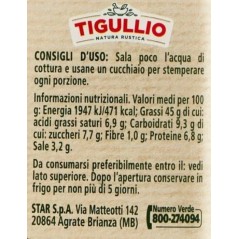 TIGULLIO
NATURA RUSTICA
CONSIGLI D'USO: Sala poco l'acqua di
cottura e usane un cucchiaio per stemperare
ogni porzione.
Informazioni nutrizionali. Valori medi per 100
g: Energia 1947 kJ/471 kcal; Grassi 45 g di cui:
acidi grassi saturi 6,9 g; Carboidrati 9,3 g di
cui: zuccheri 7,7 g; Fibre 1,0 g; Proteine 6,8 g;
Sale 3,2 g.
Da consumarsi preferibilmente entro il: vedi
lato superiore. Dopo l'apertura conservare in
frigo per non più di 5 giorni.
STAR S.p.A. Via Matteotti 142
20864 Agrate Brianza (MB)
Numero Verde
800-274094